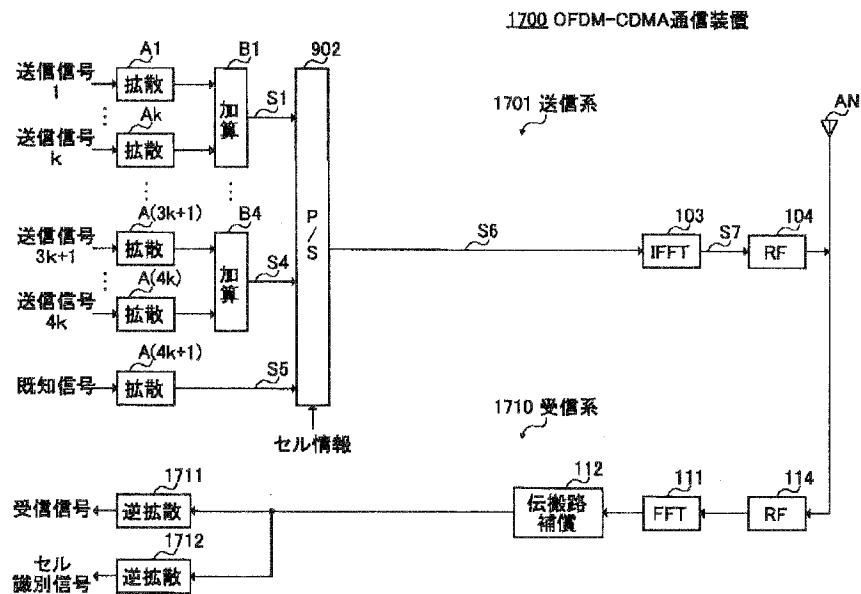 1700 OFDM-CDMA通信装置
A1
B1
902
送信信号
1
拡散
S1
1701 送信系
AN
Ak
加算
送信信号
k
拡散
A(3k+1)
B4
P/S
送信信号
3k+1
拡散
S6
103
104
IFFT
S7
RF
A(4k)
加算
S4
送信信号
4k
拡散
A(4k+1)
既知信号
拡散
S5
1710 受信系
セル情報
1711
112
111
114
受信信号
逆拡散
伝搬路
補償
FFT
RF
1712
セル
識別信号
逆拡散